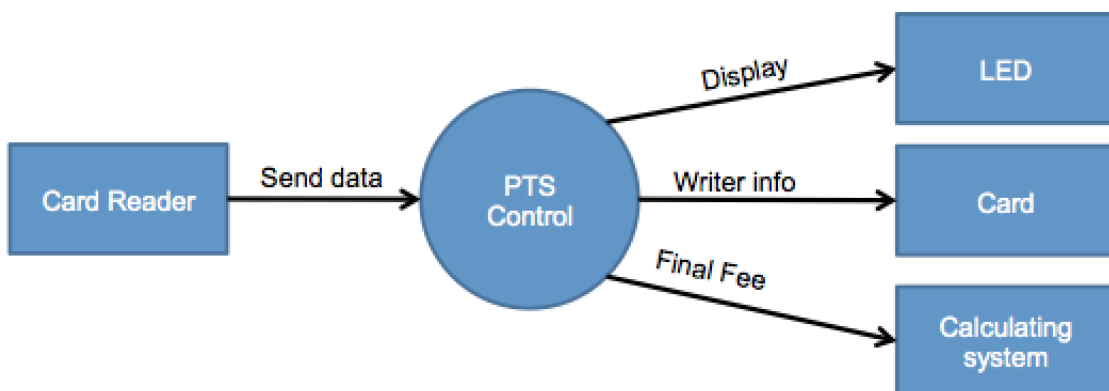 Card Reader
Send data
PTS
Control
Display
Writer info
Final Fee
LED
Card
Calculating
system